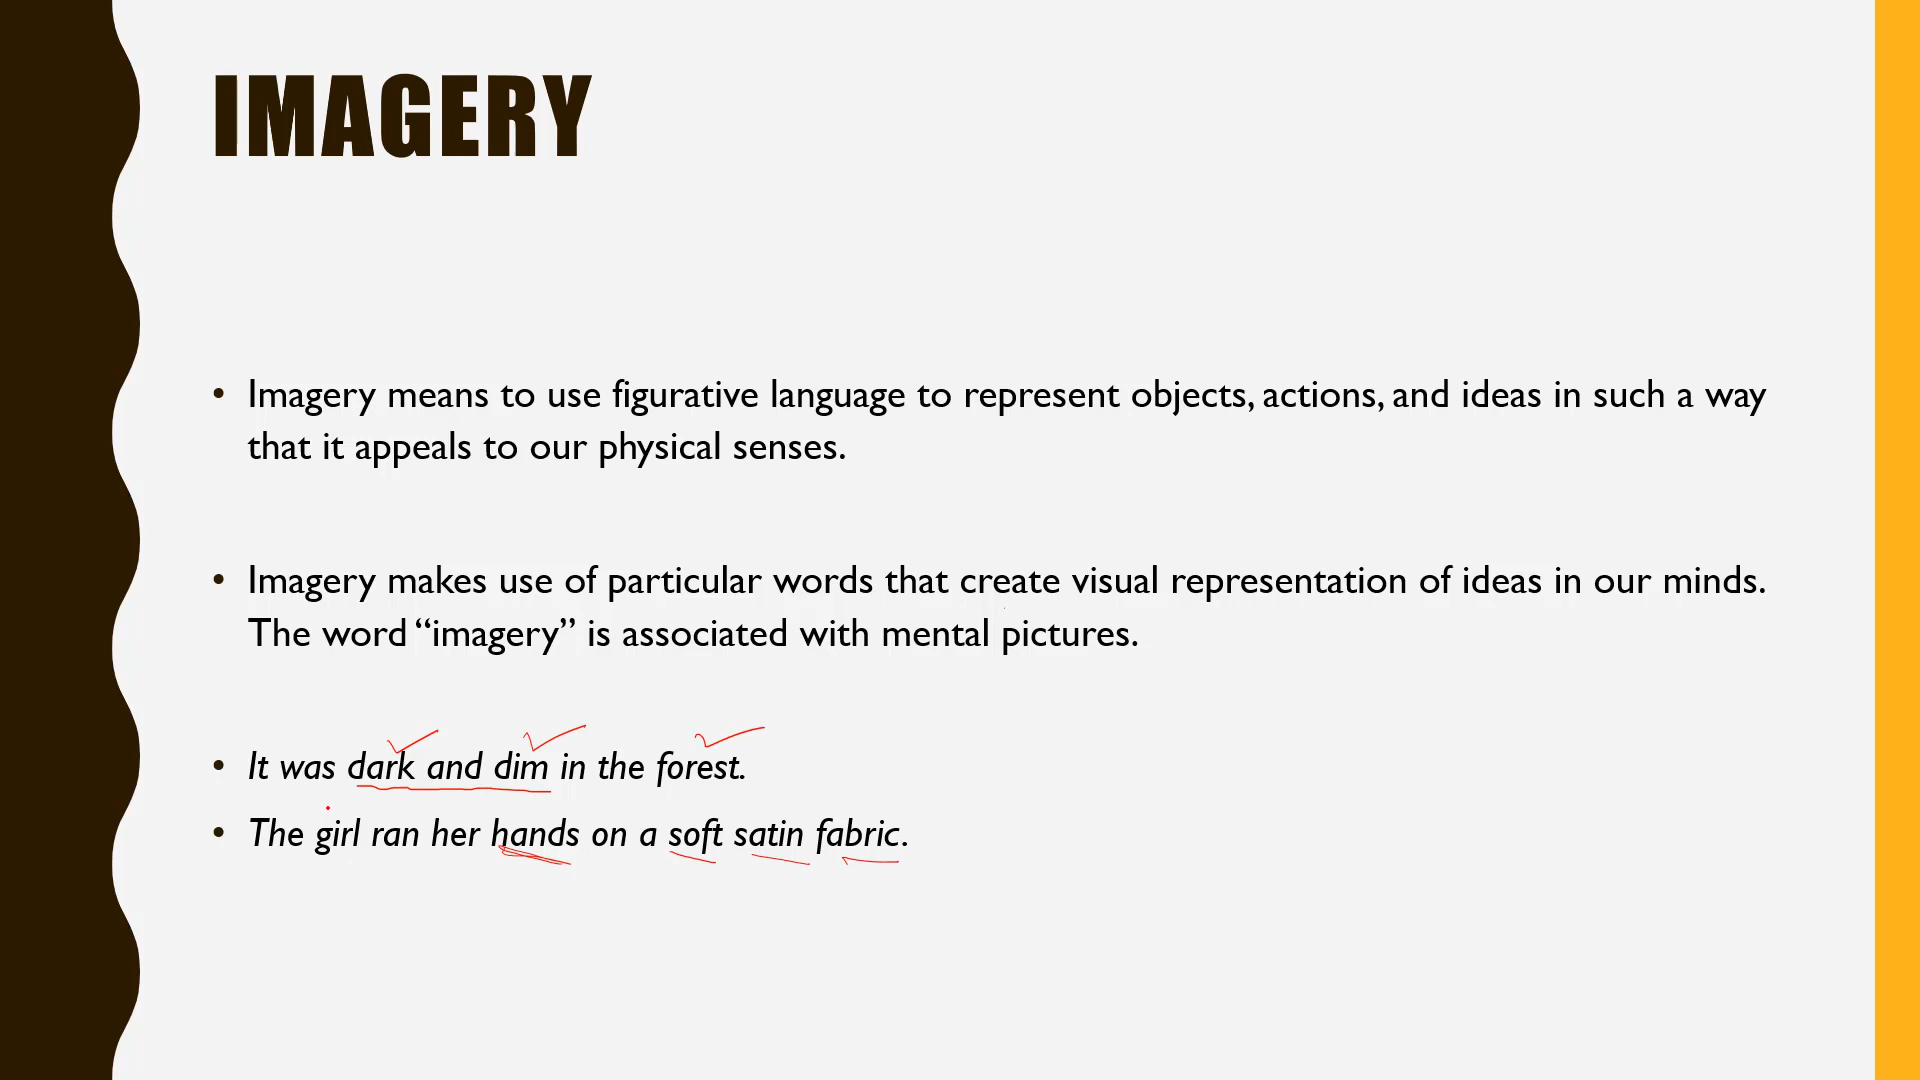 IMAGERY
• Imagery means to use figurative language to represent objects, actions, and ideas in such a way
that it appeals to our physical senses.
• Imagery makes use of particular words that create visual representation of ideas in our minds.
The word “imagery” is associated with mental pictures.
• It was dark and dim in the forest.
• The girl ran her hands on a soft satin fabric.